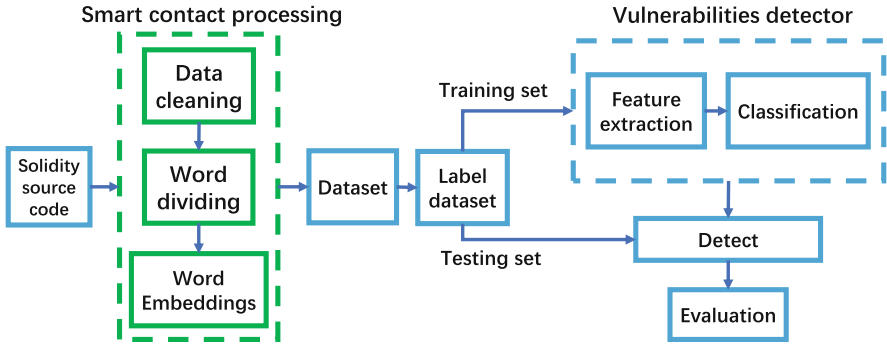 Smart contact processing
Vulnerabilities detector
Data
cleaning
Word
dividing
Word
Embeddings
Solidity
source
code
Dataset
Label
dataset
Training set
Testing set
Feature
extraction
Classification
Detect
Evaluation